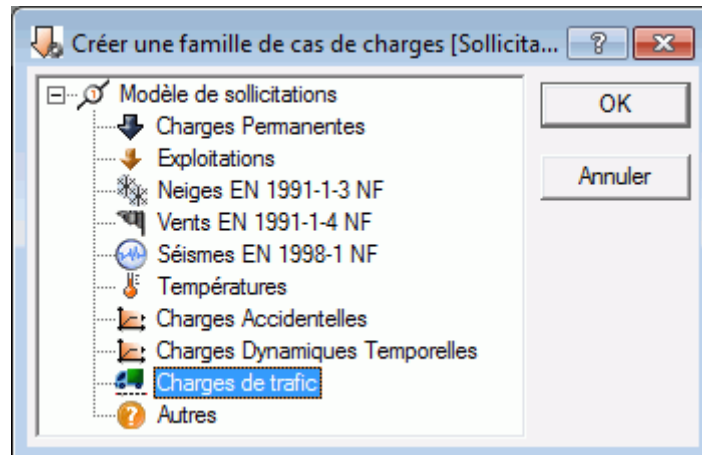 Créer une famille de cas de charges [Sollicita...
Modèle de sollicitations
Charges Permanentes
Exploitations
Neiges EN 1991-1-3 NF
Vents EN 1991-1-4 NF
Séismes EN 1998-1 NF
Températures
Charges Accidentelles
Charges Dynamiques Temporelles
Charges de trafic
Autres
OK
Annuler